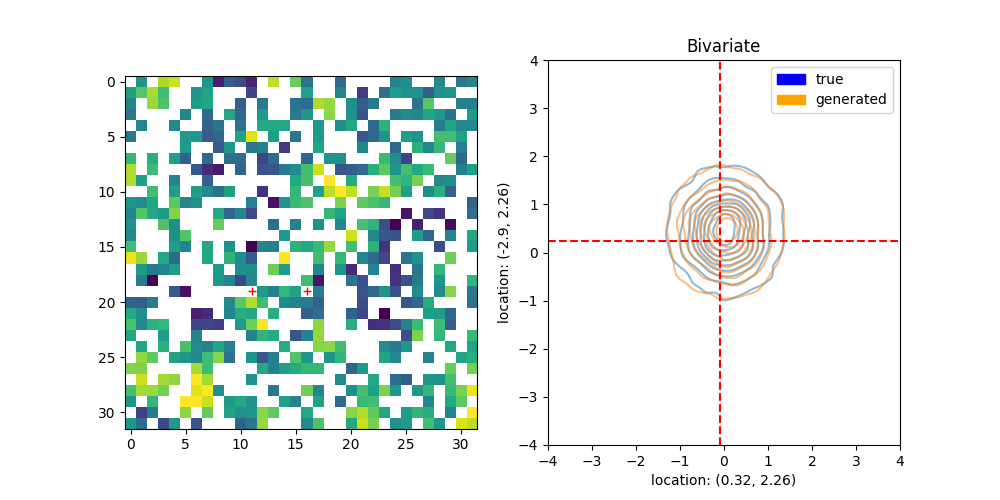 Bivariate
true
generated
0
5
10
15
20
25
30
0 5 10 15 20 25 30
4
3
2
1
0
−1
−2
−3
−4
−4 −3 −2 −1 0 1 2 3 4
location: (-2.9, 2.26)
location: (0.32, 2.26)